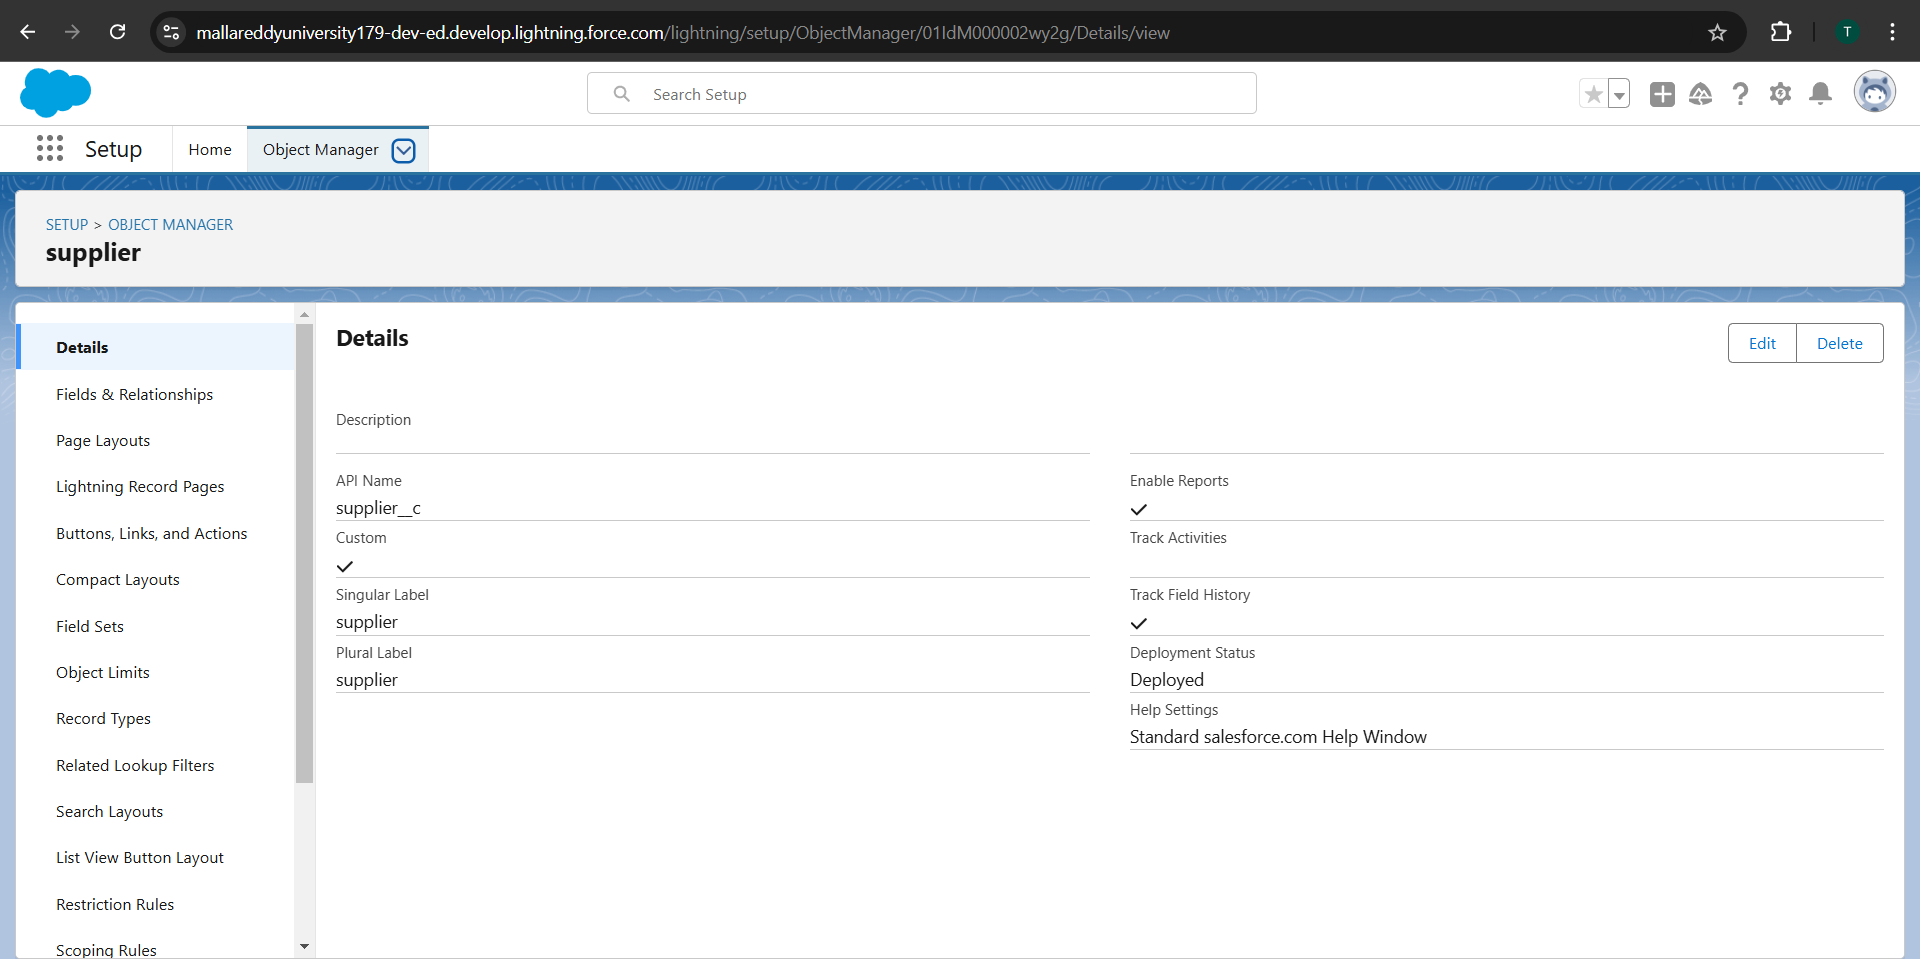 mallareddyuniversity179-dev-ed.develop.lightning.force.com/lightning/setup/ObjectManager/01IdM000002wy2g/Details/view
T
Search Setup
Setup
Home
Object Manager
SETUP > OBJECT MANAGER
supplier
Details
Fields & Relationships
Page Layouts
Lightning Record Pages
Buttons, Links, and Actions
Compact Layouts
Field Sets
Object Limits
Record Types
Related Lookup Filters
Search Layouts
List View Button Layout
Restriction Rules
Scoping Rules
Details
Edit
Delete
Description
API Name
supplier__c
Custom
Singular Label
supplier
Plural Label
supplier
Enable Reports
Track Activities
Track Field History
Deployment Status
Deployed
Help Settings
Standard salesforce.com Help Window